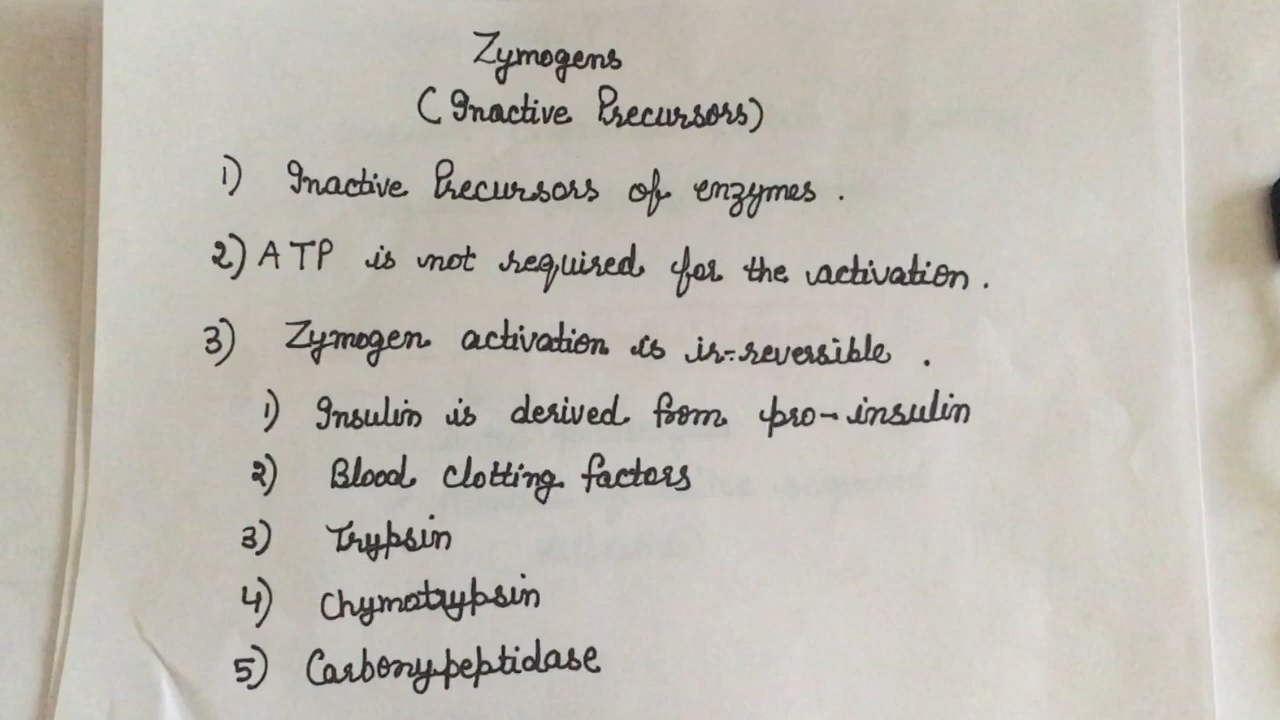 Zymogens
(Inactive Precursors)
1) Inactive Precursors of enzymes .
2) ATP is not required for the activation .
3) Zymogen activation is ir-reversible .
1) Insulin is derived from pro-insulin
2) Blood clotting factors
3) Trypsin
4) Chymotrypsin
5) Carboxypeptidase